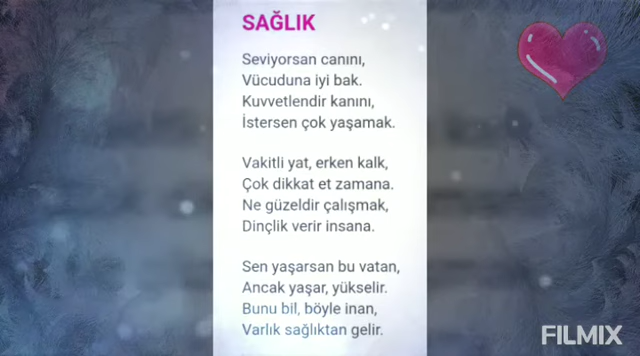 SAĞLIK
Seviyorsan canını,
Vücuduna iyi bak.
Kuvvetlendir kanını,
İstersen çok yaşamak.
Vakitli yat, erken kalk,
Çok dikkat et zamana.
Ne güzeldir çalışmak,
Dinçlik verir insana.
Sen yaşarsan bu vatan,
Ancak yaşar, yükselir.
Bunu bil, böyle inan,
Varlık sağlıktan gelir.
FILMIX